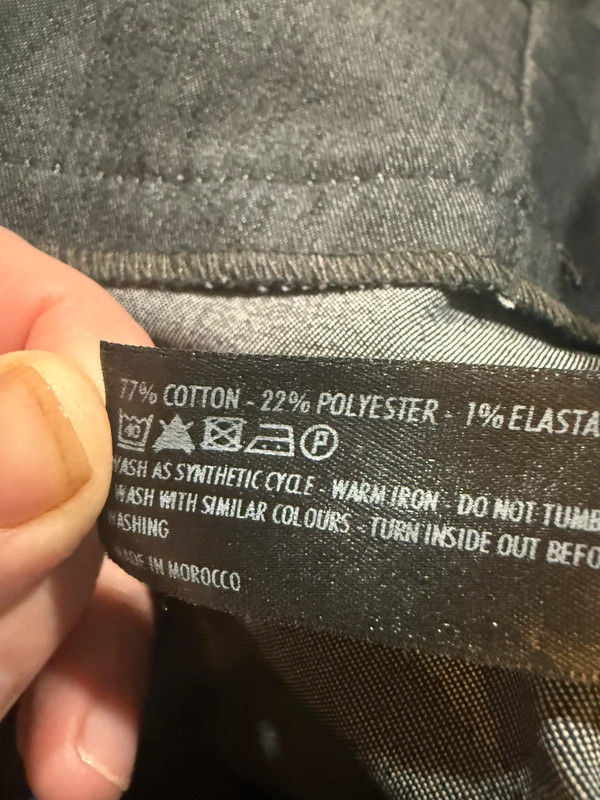 77% COTTON - 22% POLYESTER - 1% ELASTA
40 P
WASH AS SYNTHETIC CYCLE - WARM IRON - DO NOT TUMB
WASH WITH SIMILAR COLOURS - TURN INSIDE OUT BEFO
WASHING
MADE IN MOROCCO